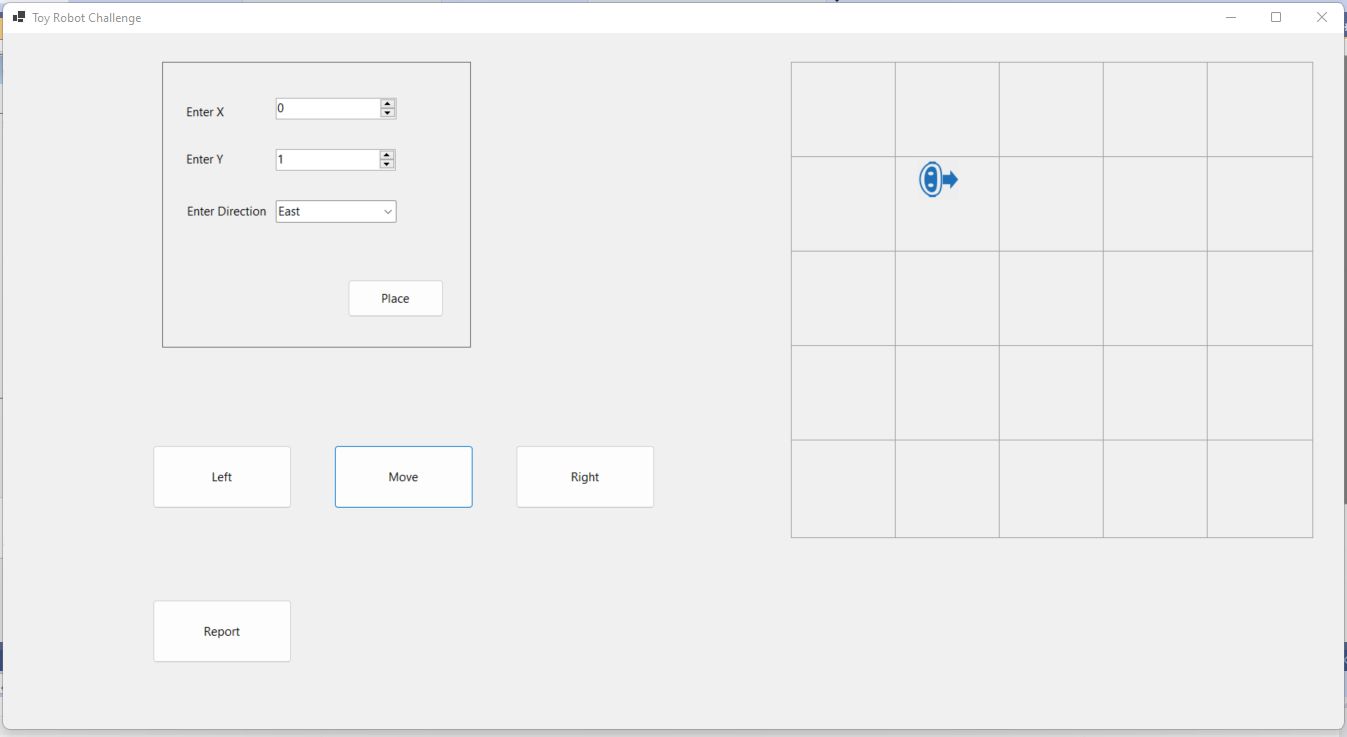 Toy Robot Challenge
Enter X 0
Enter Y 1
Enter Direction East
Place
Left Move Right
Report